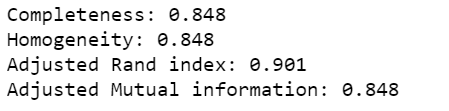 Completeness: 0.848
Homogeneity: 0.848
Adjusted Rand index: 0.901
Adjusted Mutual information: 0.848